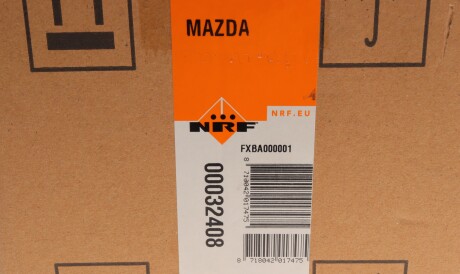 MAZDA
NRF.EU
NRF
FXBA000001
00032408
8 718042 017475
8 718042 017475